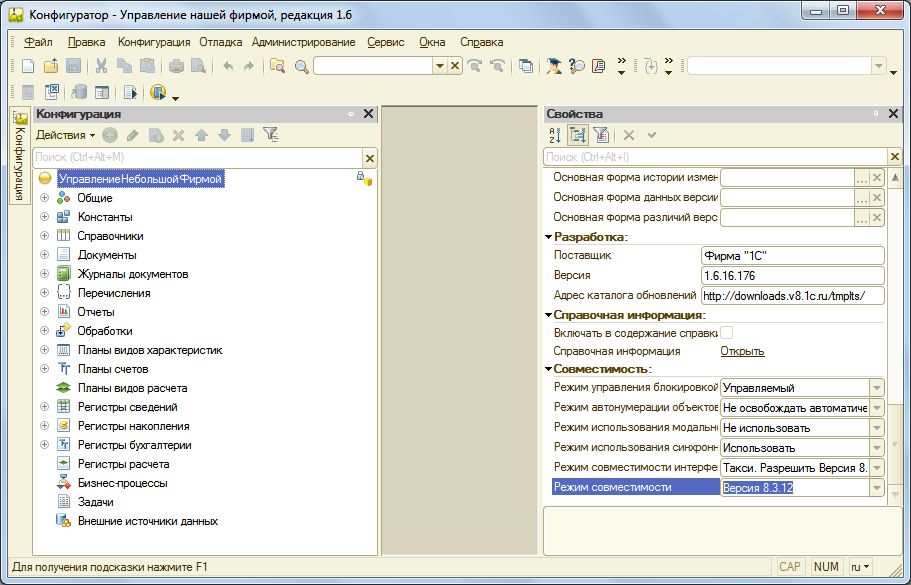 Конфигуратор - Управление нашей фирмой, редакция 1.6
Файл Правка Конфигурация Отладка Администрирование Сервис Окна Справка
Конфигурация
Конфигурация
Действия
Поиск (Ctrl+Alt+M)
УправлениеНебольшойФирмой
Общие
Константы
Справочники
Документы
Журналы документов
Перечисления
Отчеты
Обработки
Планы видов характеристик
Планы счетов
Планы видов расчета
Регистры сведений
Регистры накопления
Регистры бухгалтерии
Регистры расчета
Бизнес-процессы
Задачи
Внешние источники данных
Свойства
Поиск (Ctrl+Alt+I)
Основная форма истории измен
Основная форма данных версии
Основная форма различий верс
Разработка:
Поставщик Фирма "1С"
Версия 1.6.16.176
Адрес каталога обновлений http://downloads.v8.1c.ru/tmplts/
Справочная информация:
Включать в содержание справки
Справочная информация Открыть
Совместимость:
Режим управления блокировкой Управляемый
Режим автонумерации объектов Не освобождать автоматиче
Режим использования модальн Не использовать
Режим использования синхронн Использовать
Режим совместимости интерфе Такси. Разрешить Версия 8.
Режим совместимости Версия 8.3.12
Для получения подсказки нажмите F1 CAP NUM ru